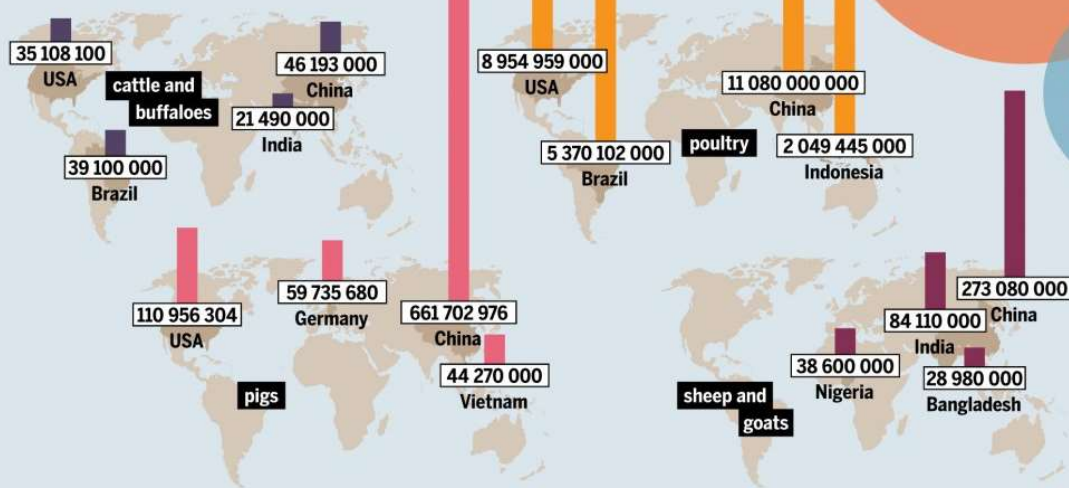 35 108 100
USA
cattle and
buffaloes
46 193 000
China
21 490 000
India
39 100 000
Brazil
8 954 959 000
USA
11 080 000 000
China
5 370 102 000
Brazil
poultry
2 049 445 000
Indonesia
110 956 304
USA
59 735 680
Germany
661 702 976
China
44 270 000
Vietnam
pigs
273 080 000
China
84 110 000
India
38 600 000
Nigeria
28 980 000
Bangladesh
sheep and
goats